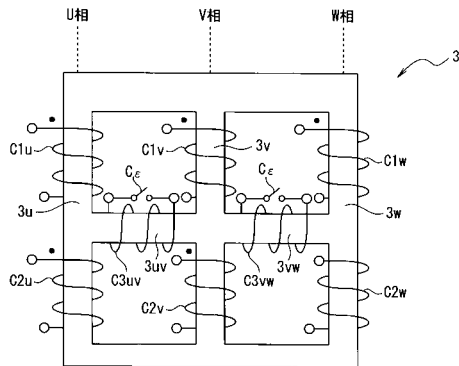 U相 V相 W相
3
C1u C1v 3v C1w
Cε Cε
3u 3w
3uv 3vw
C2u C3uv C2v C3vw C2w